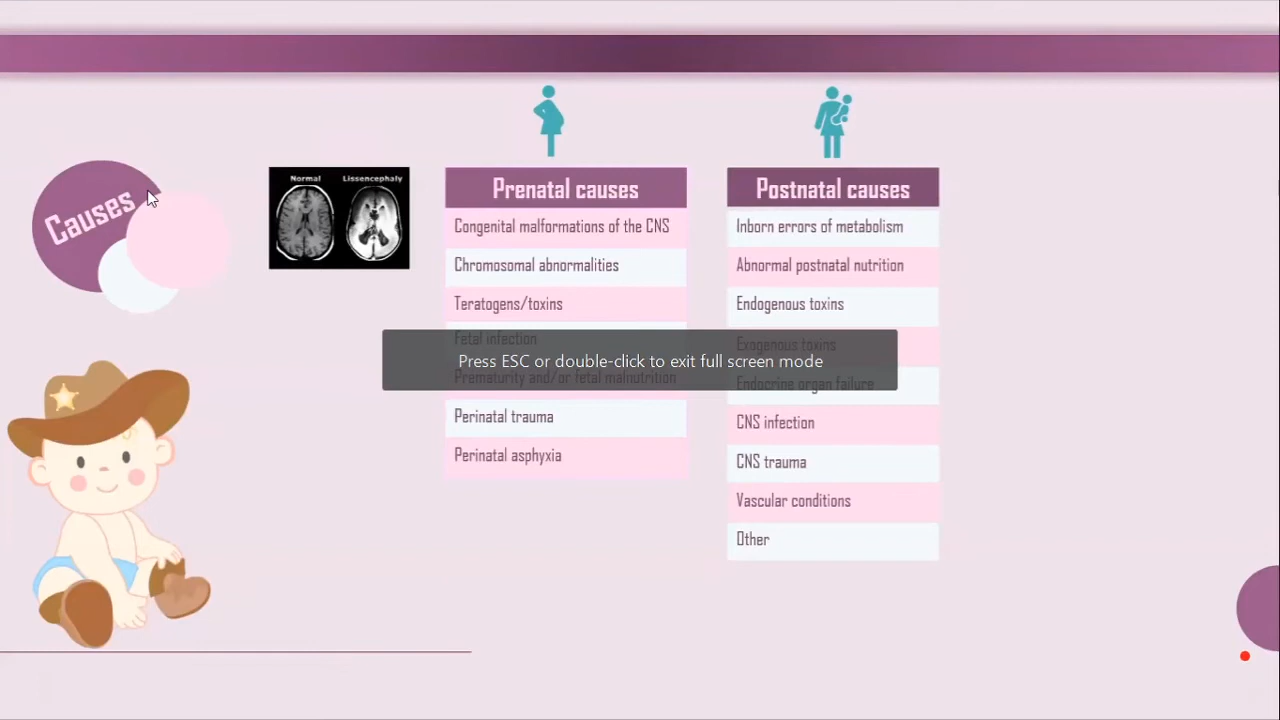 Causes
Normal Lissencephaly
Prenatal causes
Congenital malformations of the CNS
Chromosomal abnormalities
Teratogens/toxins
Fetal infection
Prematurity and/or fetal malnutrition
Perinatal trauma
Perinatal asphyxia
Postnatal causes
Inborn errors of metabolism
Abnormal postnatal nutrition
Endogenous toxins
Exogenous toxins
Endocrine organ failure
CNS infection
CNS trauma
Vascular conditions
Other
Press ESC or double-click to exit full screen mode